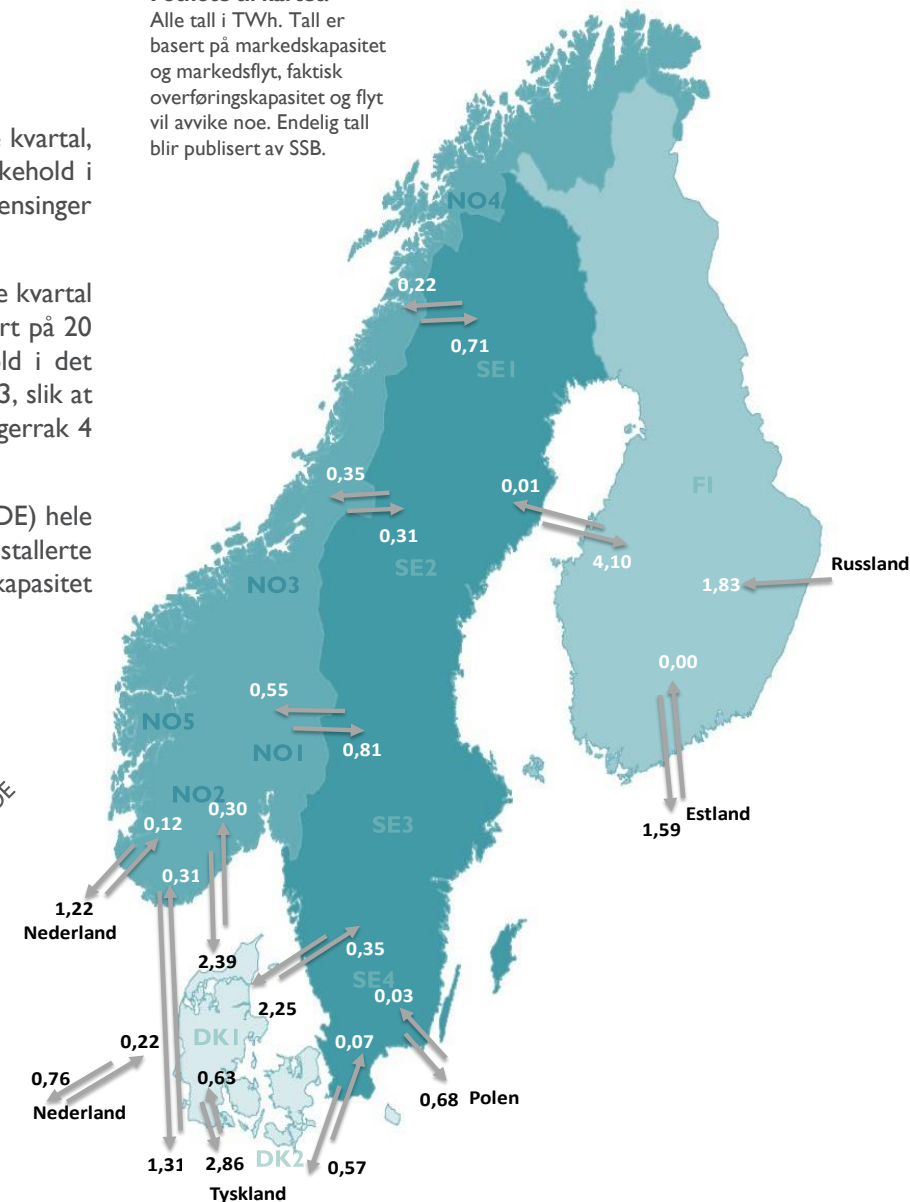 Alle tall i TWh. Tall er
basert på markedskapasitet
og markedsflyt, faktisk
overføringskapasitet og flyt
vil avvike noe. Endelig tall
blir publisert av SSB.
kvartal,
i
kvartal
rt på 20
ld i det
3, slik at
gerrak 4
DE) hele
stallerte
kapasitet
DE
NO4
0,22
0,71
SE1
0,35
0,31
SE2
0,01
FI
4,10
1,83
Russland
NO3
0,00
0,55
NO5
NO1
0,81
NO2
0,30
0,12
SE3
1,59
Estland
0,31
1,22
Nederland
2,39
0,35
SE4
2,25
0,03
DK1
0,22
0,07
0,76
0,63
Nederland
0,68 Polen
1,31
2,86
DK2
0,57
Tyskland